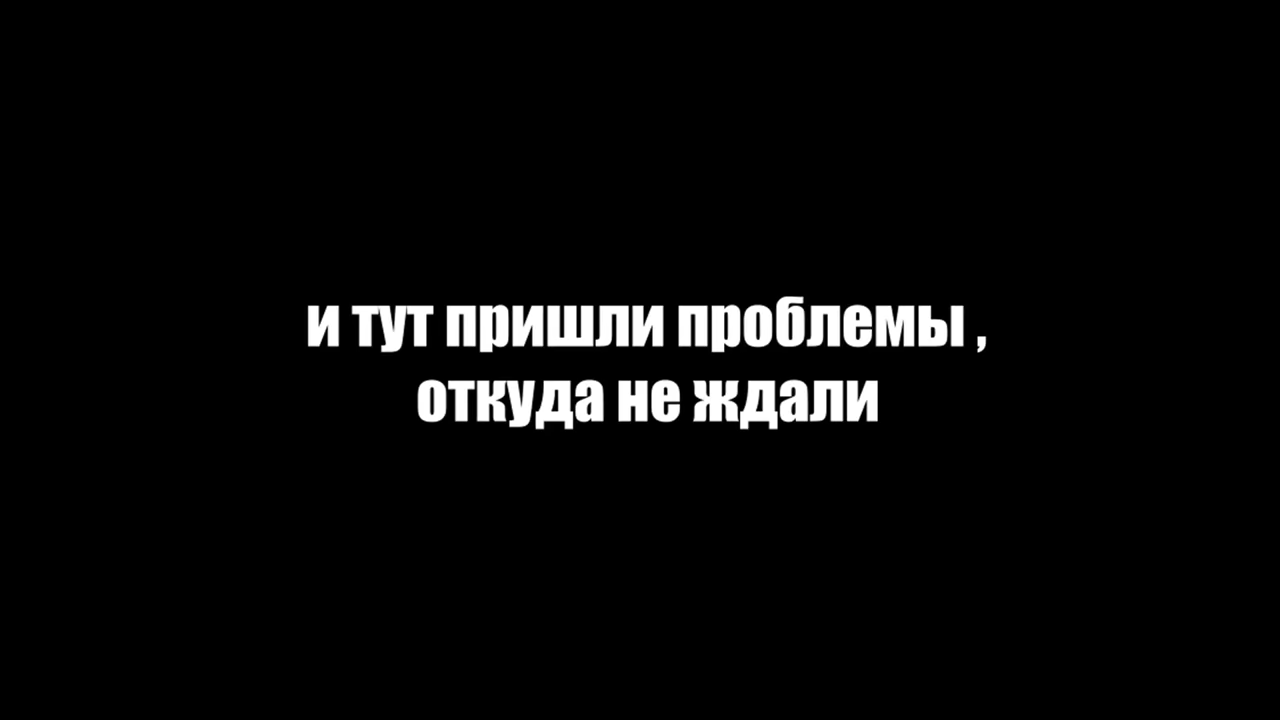 и тут пришли проблемы ,
откуда не ждали